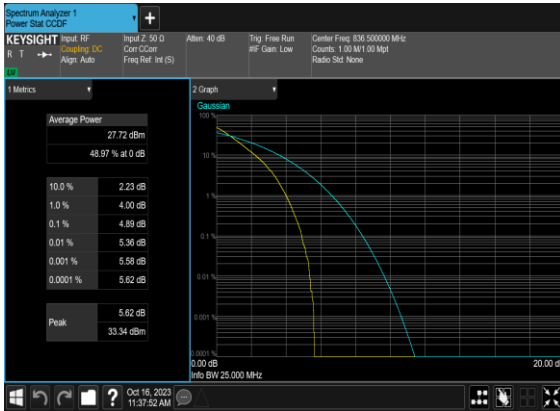 Spectrum Analyzer 1
Power Stat CCDF
KEYSIGHT
R T
LXI
Input: RF
Coupling: DC
Align: Auto
Input Z: 50 Ω
Corr CCorr
Freq Ref: Int (S)
Atten: 40 dB
Trig: Free Run
#IF Gain: Low
Center Freq: 836.500000 MHz
Counts: 1.00 M/1.00 Mpt
Radio Std: None
1 Metrics
Average Power
27.72 dBm
48.97 % at 0 dB
10.0 % 2.23 dB
1.0 % 4.00 dB
0.1 % 4.89 dB
0.01 % 5.36 dB
0.001 % 5.58 dB
0.0001 % 5.62 dB
Peak
5.62 dB
33.34 dBm
2 Graph
Gaussian
100 %
10 %
1 %
0.1 %
0.01 %
0.001 %
0.0001 %
0.00 dB
20.00 d
Info BW 25.000 MHz
Oct 16, 2023
11:37:52 AM